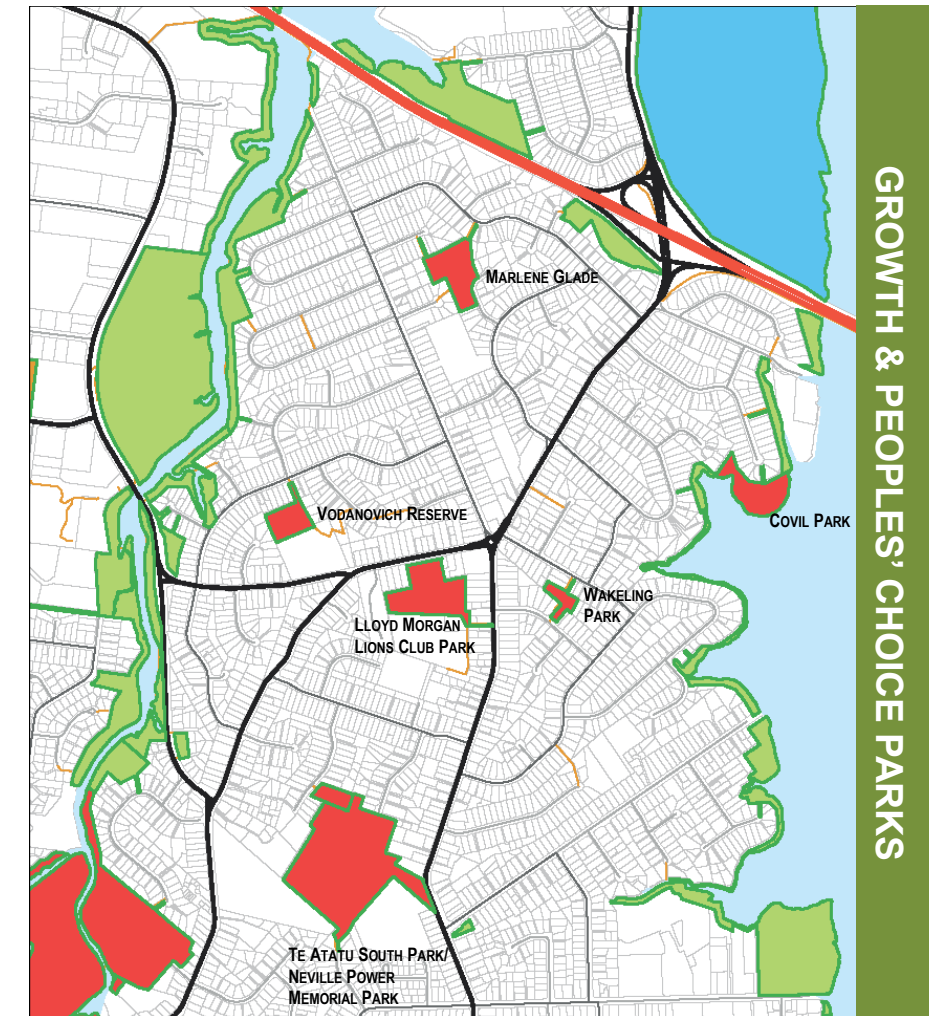 GROWTH & PEOPLES' CHOICE PARKS
MARLENE GLADE
VODANOVICH RESERVE
COVIL PARK
WAKELING
PARK
LLOYD MORGAN
LIONS CLUB PARK
TE ATATU SOUTH PARK/
NEVILLE POWER
MEMORIAL PARK